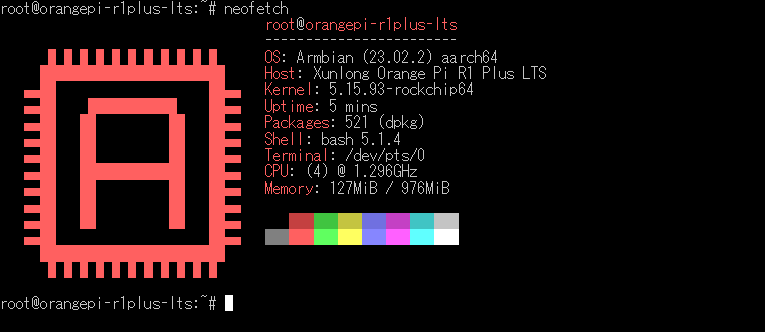 root@orangepi-r1plus-lts:~# neofetch
root@orangepi-r1plus-lts
------------------------
OS: Armbian (23.02.2) aarch64
Host: Xunlong Orange Pi R1 Plus LTS
Kernel: 5.15.93-rockchip64
Uptime: 5 mins
Packages: 521 (dpkg)
Shell: bash 5.1.4
Terminal: /dev/pts/0
CPU: (4) @ 1.296GHz
Memory: 127MiB / 976MiB
root@orangepi-r1plus-lts:~#